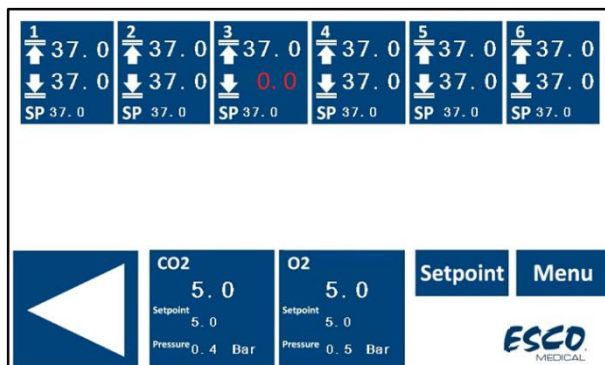 1 37.0
37.0
SP 37.0
2 37.0
37.0
SP 37.0
3 37.0
0.0
SP 37.0
4 37.0
37.0
SP 37.0
5 37.0
37.0
SP 37.0
6 37.0
37.0
SP 37.0
CO2
5.0
Setpoint
5.0
Pressure 0.4 Bar
O2
5.0
Setpoint
5.0
Pressure 0.5 Bar
Setpoint
Menu
ESCO
MEDICAL